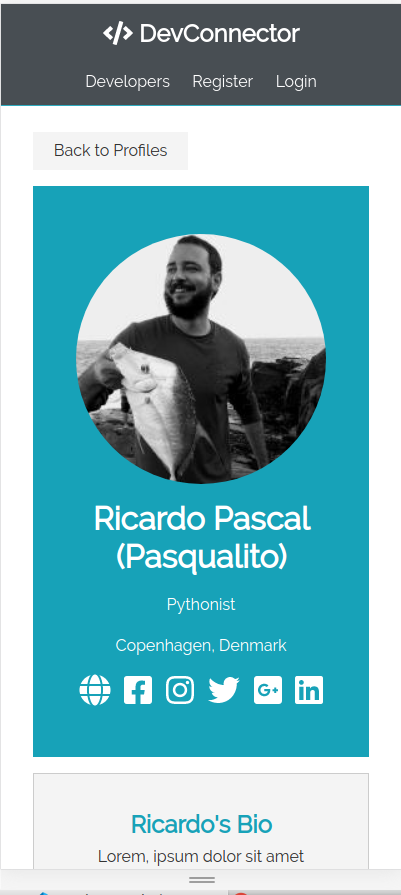 </> DevConnector
Developers Register Login
Back to Profiles
Ricardo Pascal
(Pasqualito)
Pythonist
Copenhagen, Denmark
G+
in
Ricardo's Bio
Lorem, ipsum dolor sit amet